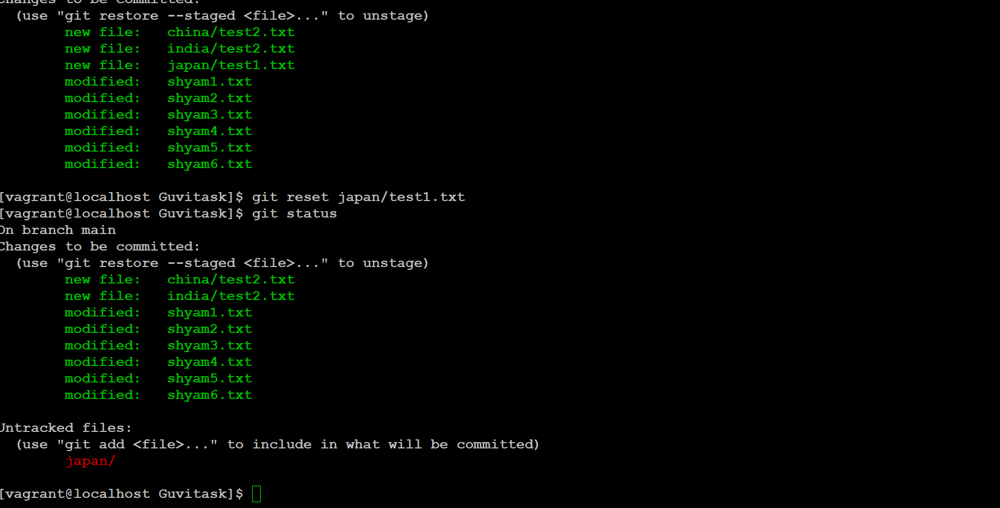 Changes to be committed:
  (use "git restore --staged <file>..." to unstage)
        new file:   china/test2.txt
        new file:   india/test2.txt
        new file:   japan/test1.txt
        modified:   shyam1.txt
        modified:   shyam2.txt
        modified:   shyam3.txt
        modified:   shyam4.txt
        modified:   shyam5.txt
        modified:   shyam6.txt

[vagrant@localhost Guvitask]$ git reset japan/test1.txt
[vagrant@localhost Guvitask]$ git status
On branch main
Changes to be committed:
  (use "git restore --staged <file>..." to unstage)
        new file:   china/test2.txt
        new file:   india/test2.txt
        modified:   shyam1.txt
        modified:   shyam2.txt
        modified:   shyam3.txt
        modified:   shyam4.txt
        modified:   shyam5.txt
        modified:   shyam6.txt

Untracked files:
  (use "git add <file>..." to include in what will be committed)
        japan/

[vagrant@localhost Guvitask]$